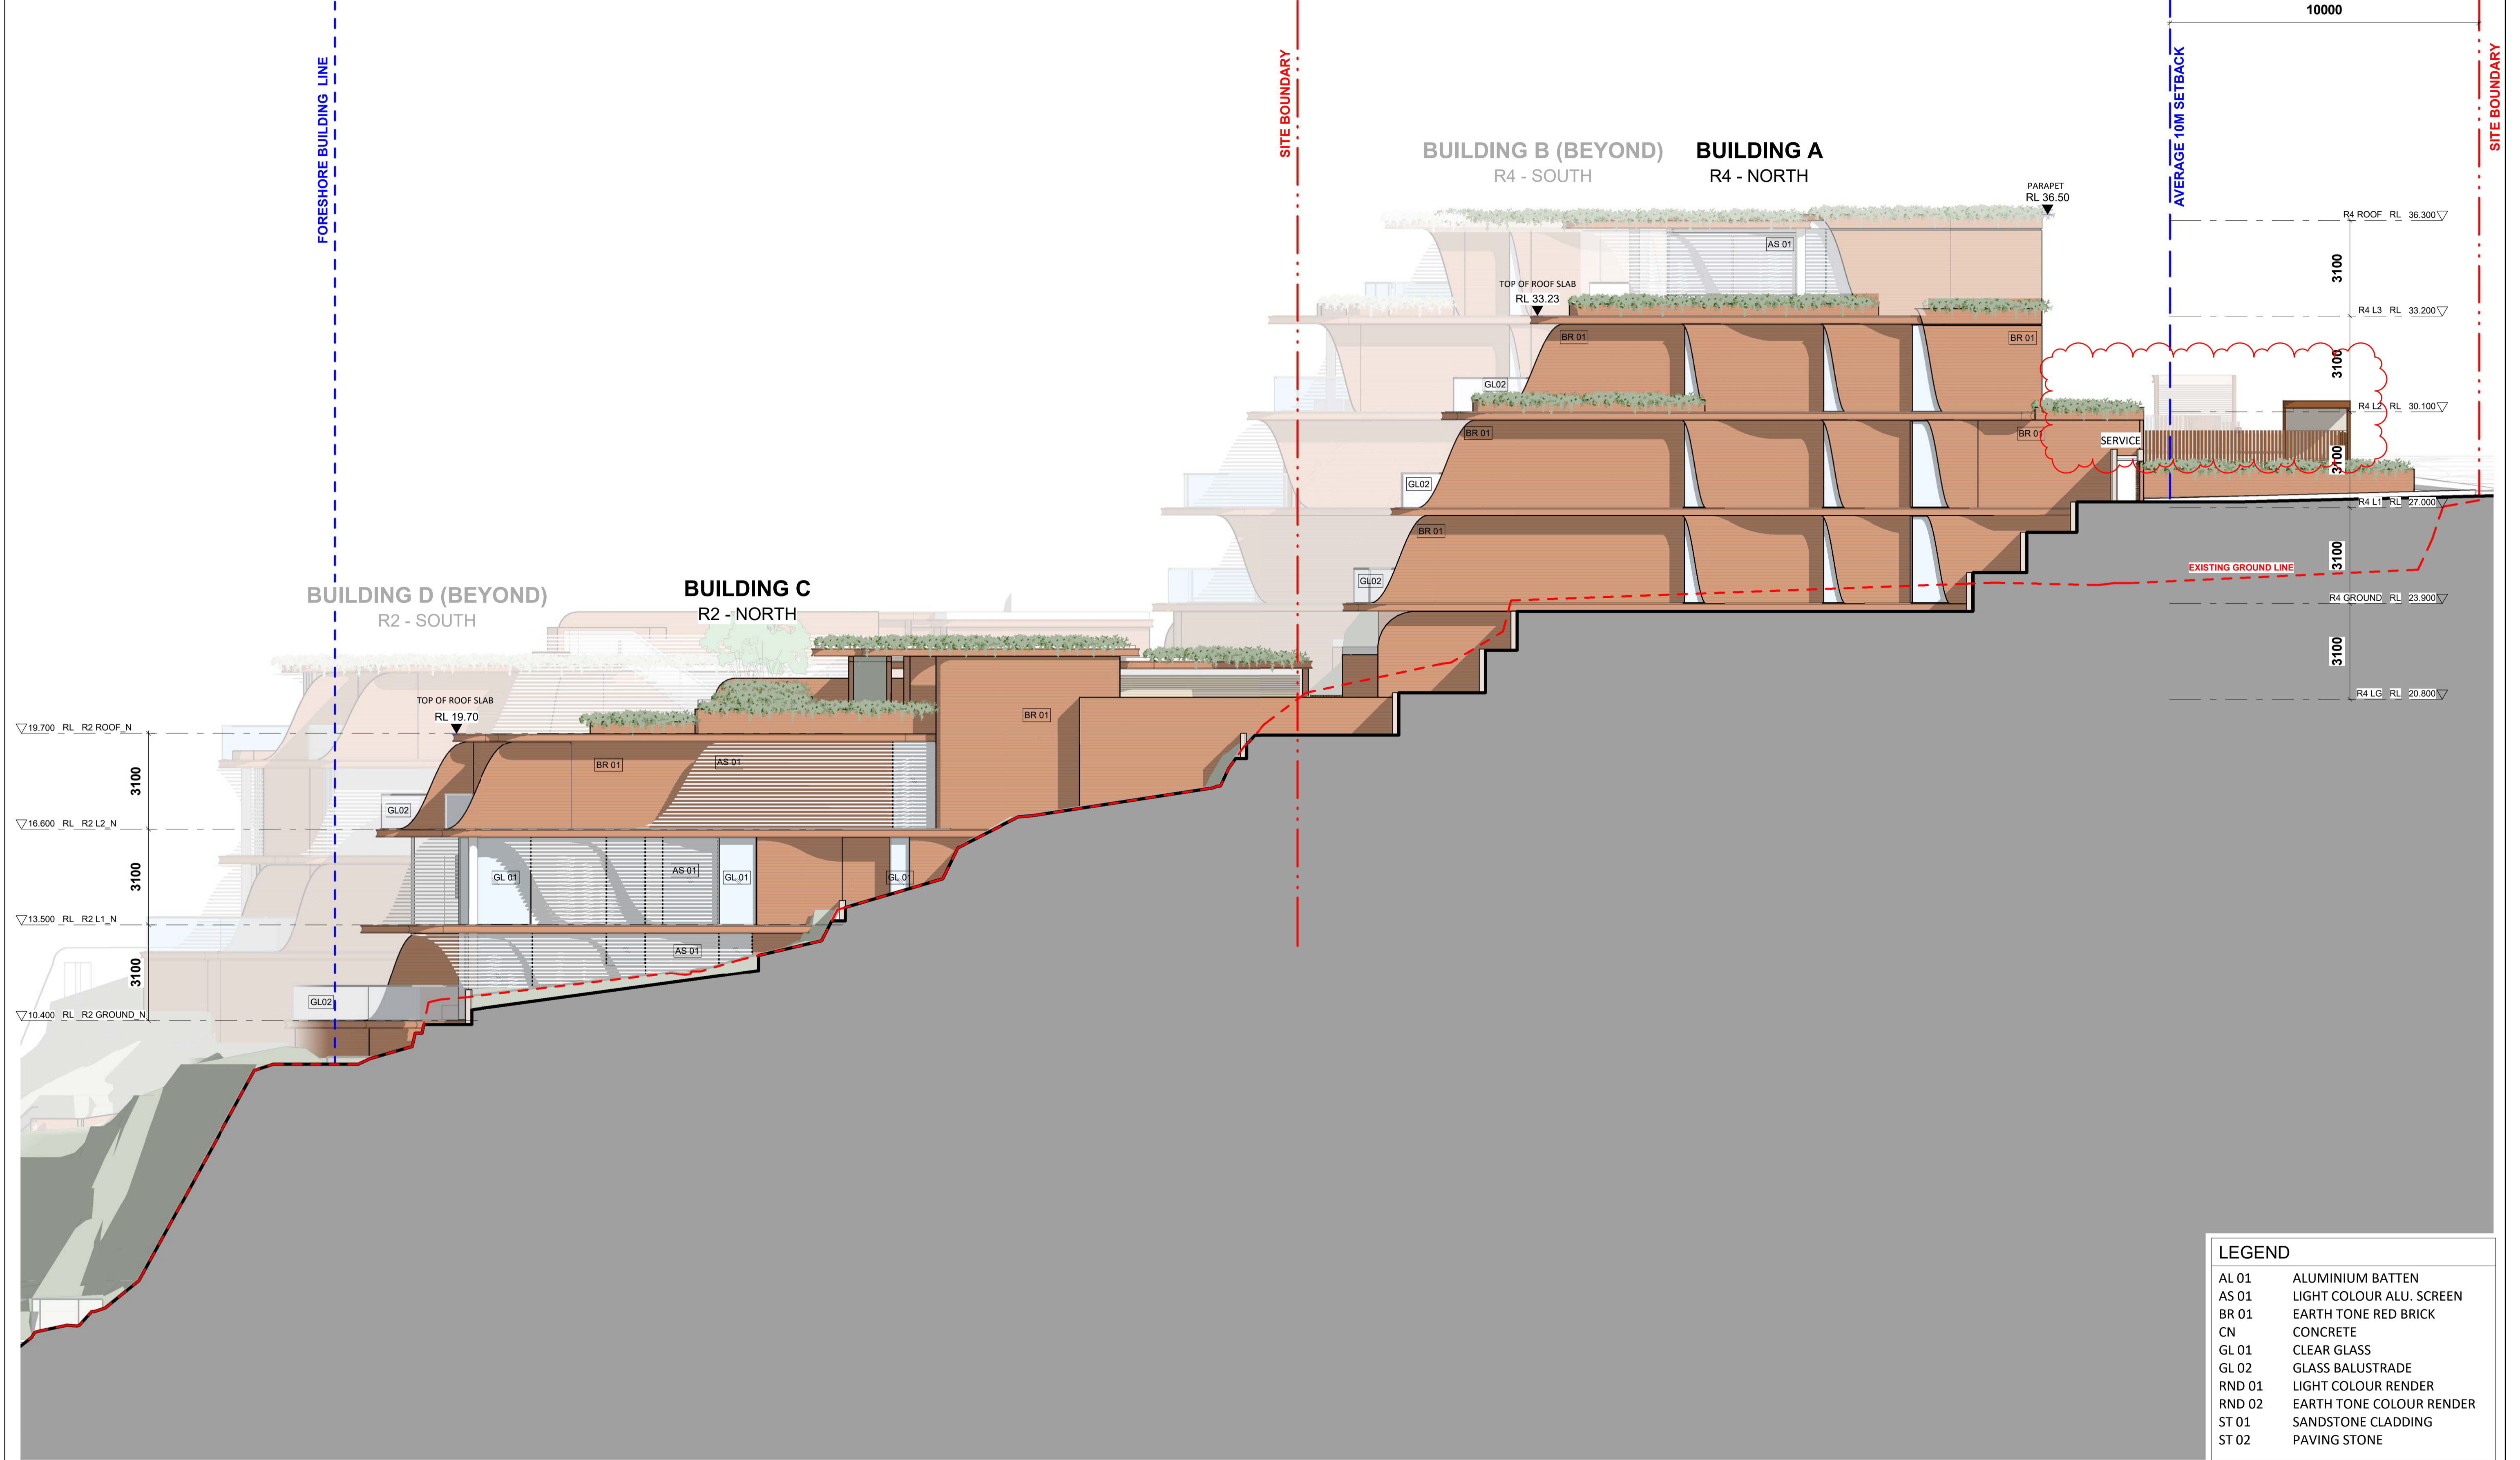 10000
FORESHORE BUILDING LINE
SITE BOUNDARY
AVERAGE 10M SETBACK
SITE BOUNDARY
BUILDING B (BEYOND)
R4 - SOUTH
BUILDING A
R4 - NORTH
PARAPET
RL 36.50
R4 ROOF RL 36.300
AS 01
3100
TOP OF ROOF SLAB
RL 33.23
R4 L3 RL 33.200
BR 01
BR 01
3100
GL02
R4 L2 RL 30.100
BR 01
BR 01
SERVICE
3100
GL02
R4 L1 RL 27.000
BR 01
3100
EXISTING GROUND LINE
GL02
R4 GROUND RL 23.900
3100
R4 LG RL 20.800
BUILDING D (BEYOND)
R2 - SOUTH
BUILDING C
R2 - NORTH
TOP OF ROOF SLAB
RL 19.70
BR 01
19.700 RL R2 ROOF_N
BR 01
AS 01
3100
GL02
16.600 RL R2 L2_N
3100
GL 01
AS 01
GL 01
GL 01
13.500 RL R2 L1_N
AS 01
3100
GL02
10.400 RL R2 GROUND_N
LEGEND
AL 01 ALUMINIUM BATTEN
AS 01 LIGHT COLOUR ALU. SCREEN
BR 01 EARTH TONE RED BRICK
CN CONCRETE
GL 01 CLEAR GLASS
GL 02 GLASS BALUSTRADE
RND 01 LIGHT COLOUR RENDER
RND 02 EARTH TONE COLOUR RENDER
ST 01 SANDSTONE CLADDING
ST 02 PAVING STONE